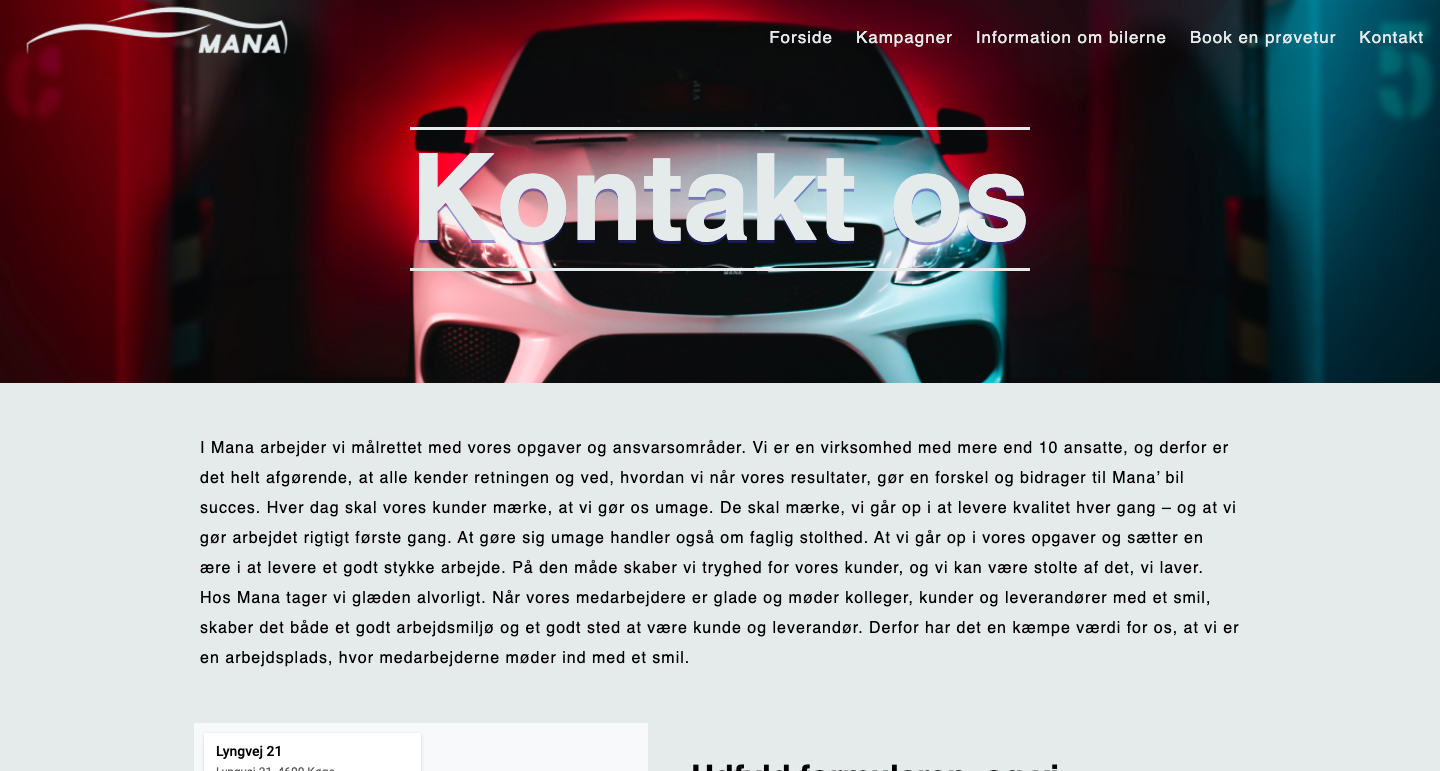 MANA
Forside Kampagner Information om bilerne Book en prøvetur Kontakt
5
Kontakt os
MANA
I Mana arbejder vi målrettet med vores opgaver og ansvarsområder. Vi er en virksomhed med mere end 10 ansatte, og derfor er
det helt afgørende, at alle kender retningen og ved, hvordan vi når vores resultater, gør en forskel og bidrager til Mana’ bil
succes. Hver dag skal vores kunder mærke, at vi gør os umage. De skal mærke, vi går op i at levere kvalitet hver gang – og at vi
gør arbejdet rigtigt første gang. At gøre sig umage handler også om faglig stolthed. At vi går op i vores opgaver og sætter en
ære i at levere et godt stykke arbejde. På den måde skaber vi tryghed for vores kunder, og vi kan være stolte af det, vi laver.
Hos Mana tager vi glæden alvorligt. Når vores medarbejdere er glade og møder kolleger, kunder og leverandører med et smil,
skaber det både et godt arbejdsmiljø og et godt sted at være kunde og leverandør. Derfor har det en kæmpe værdi for os, at vi er
en arbejdsplads, hvor medarbejderne møder ind med et smil.
Lyngvej 21
Lyngvej 21, 4600 Køge
Udfyld formularen, og vi